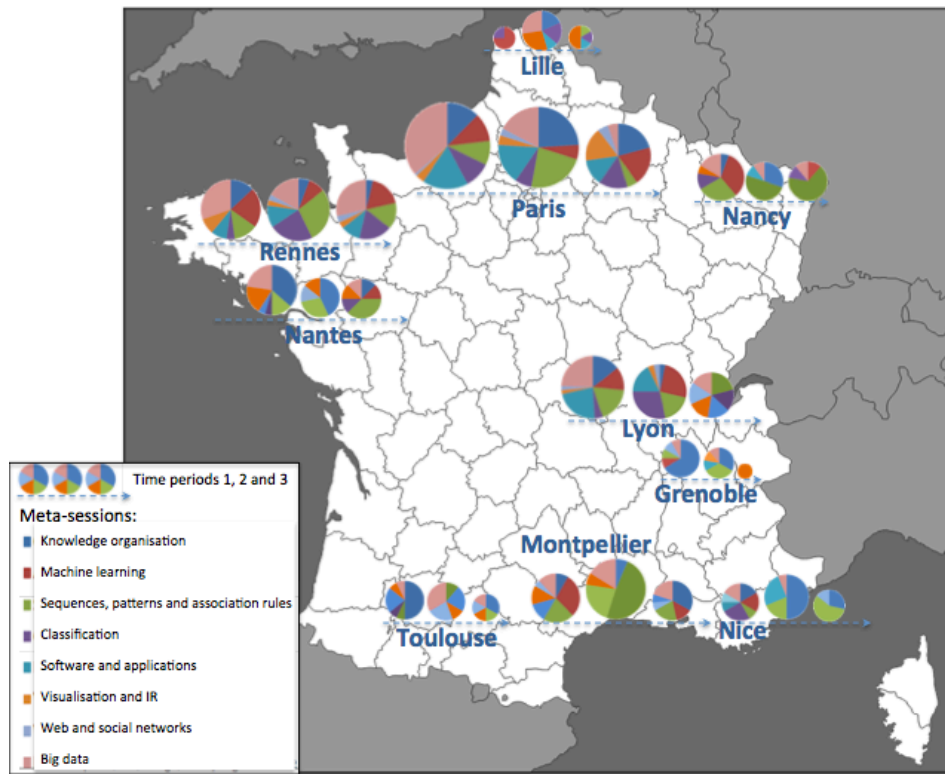 Lille
Paris
Nancy
Rennes
Nantes
Lyon
Grenoble
Montpellier
Toulouse
Nice
Time periods 1, 2 and 3
Meta-sessions:
Knowledge organisation
Machine learning
Sequences, patterns and association rules
Classification
Software and applications
Visualisation and IR
Web and social networks
Big data